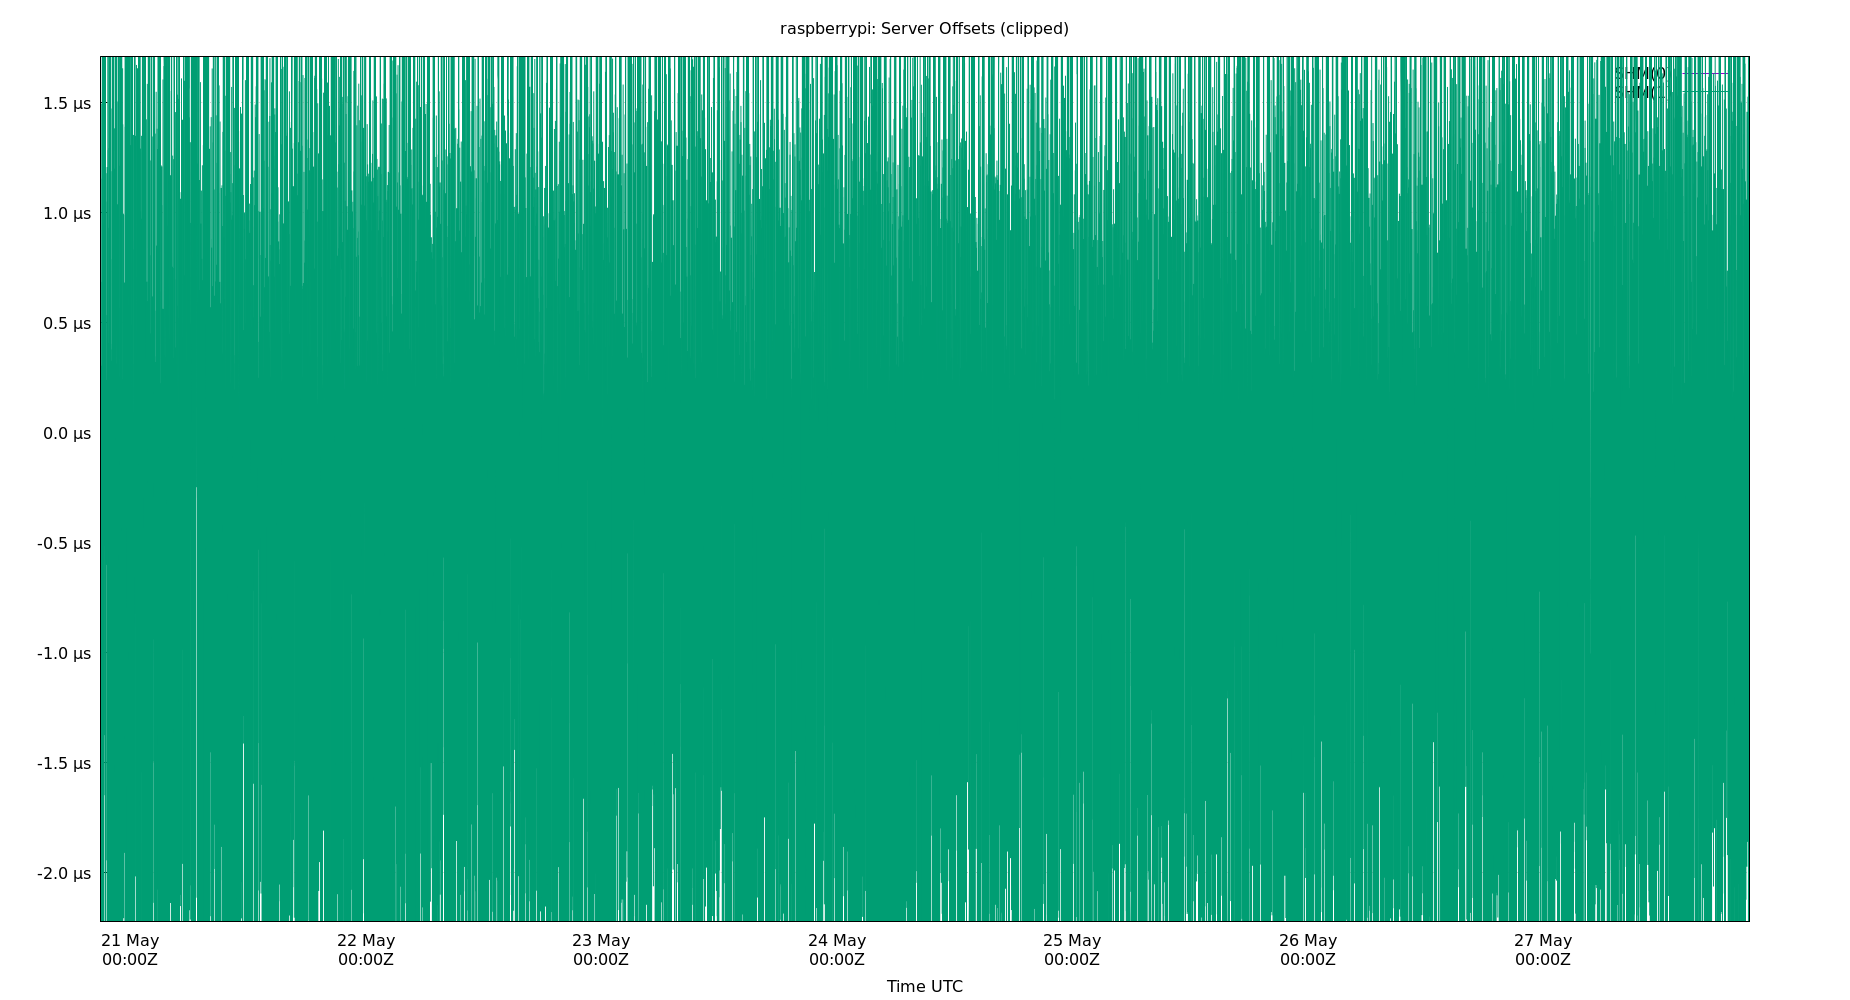 raspberrypi: Server Offsets (clipped)
SHM(0)
1.5 µs
1.0 µs
0.5 µs
0.0 µs
-0.5 µs
-1.0 µs
-1.5 µs
-2.0 µs
21 May 22 May 23 May 24 May 25 May 26 May 27 May
00:00Z 00:00Z 00:00Z 00:00Z 00:00Z 00:00Z 00:00Z
Time UTC